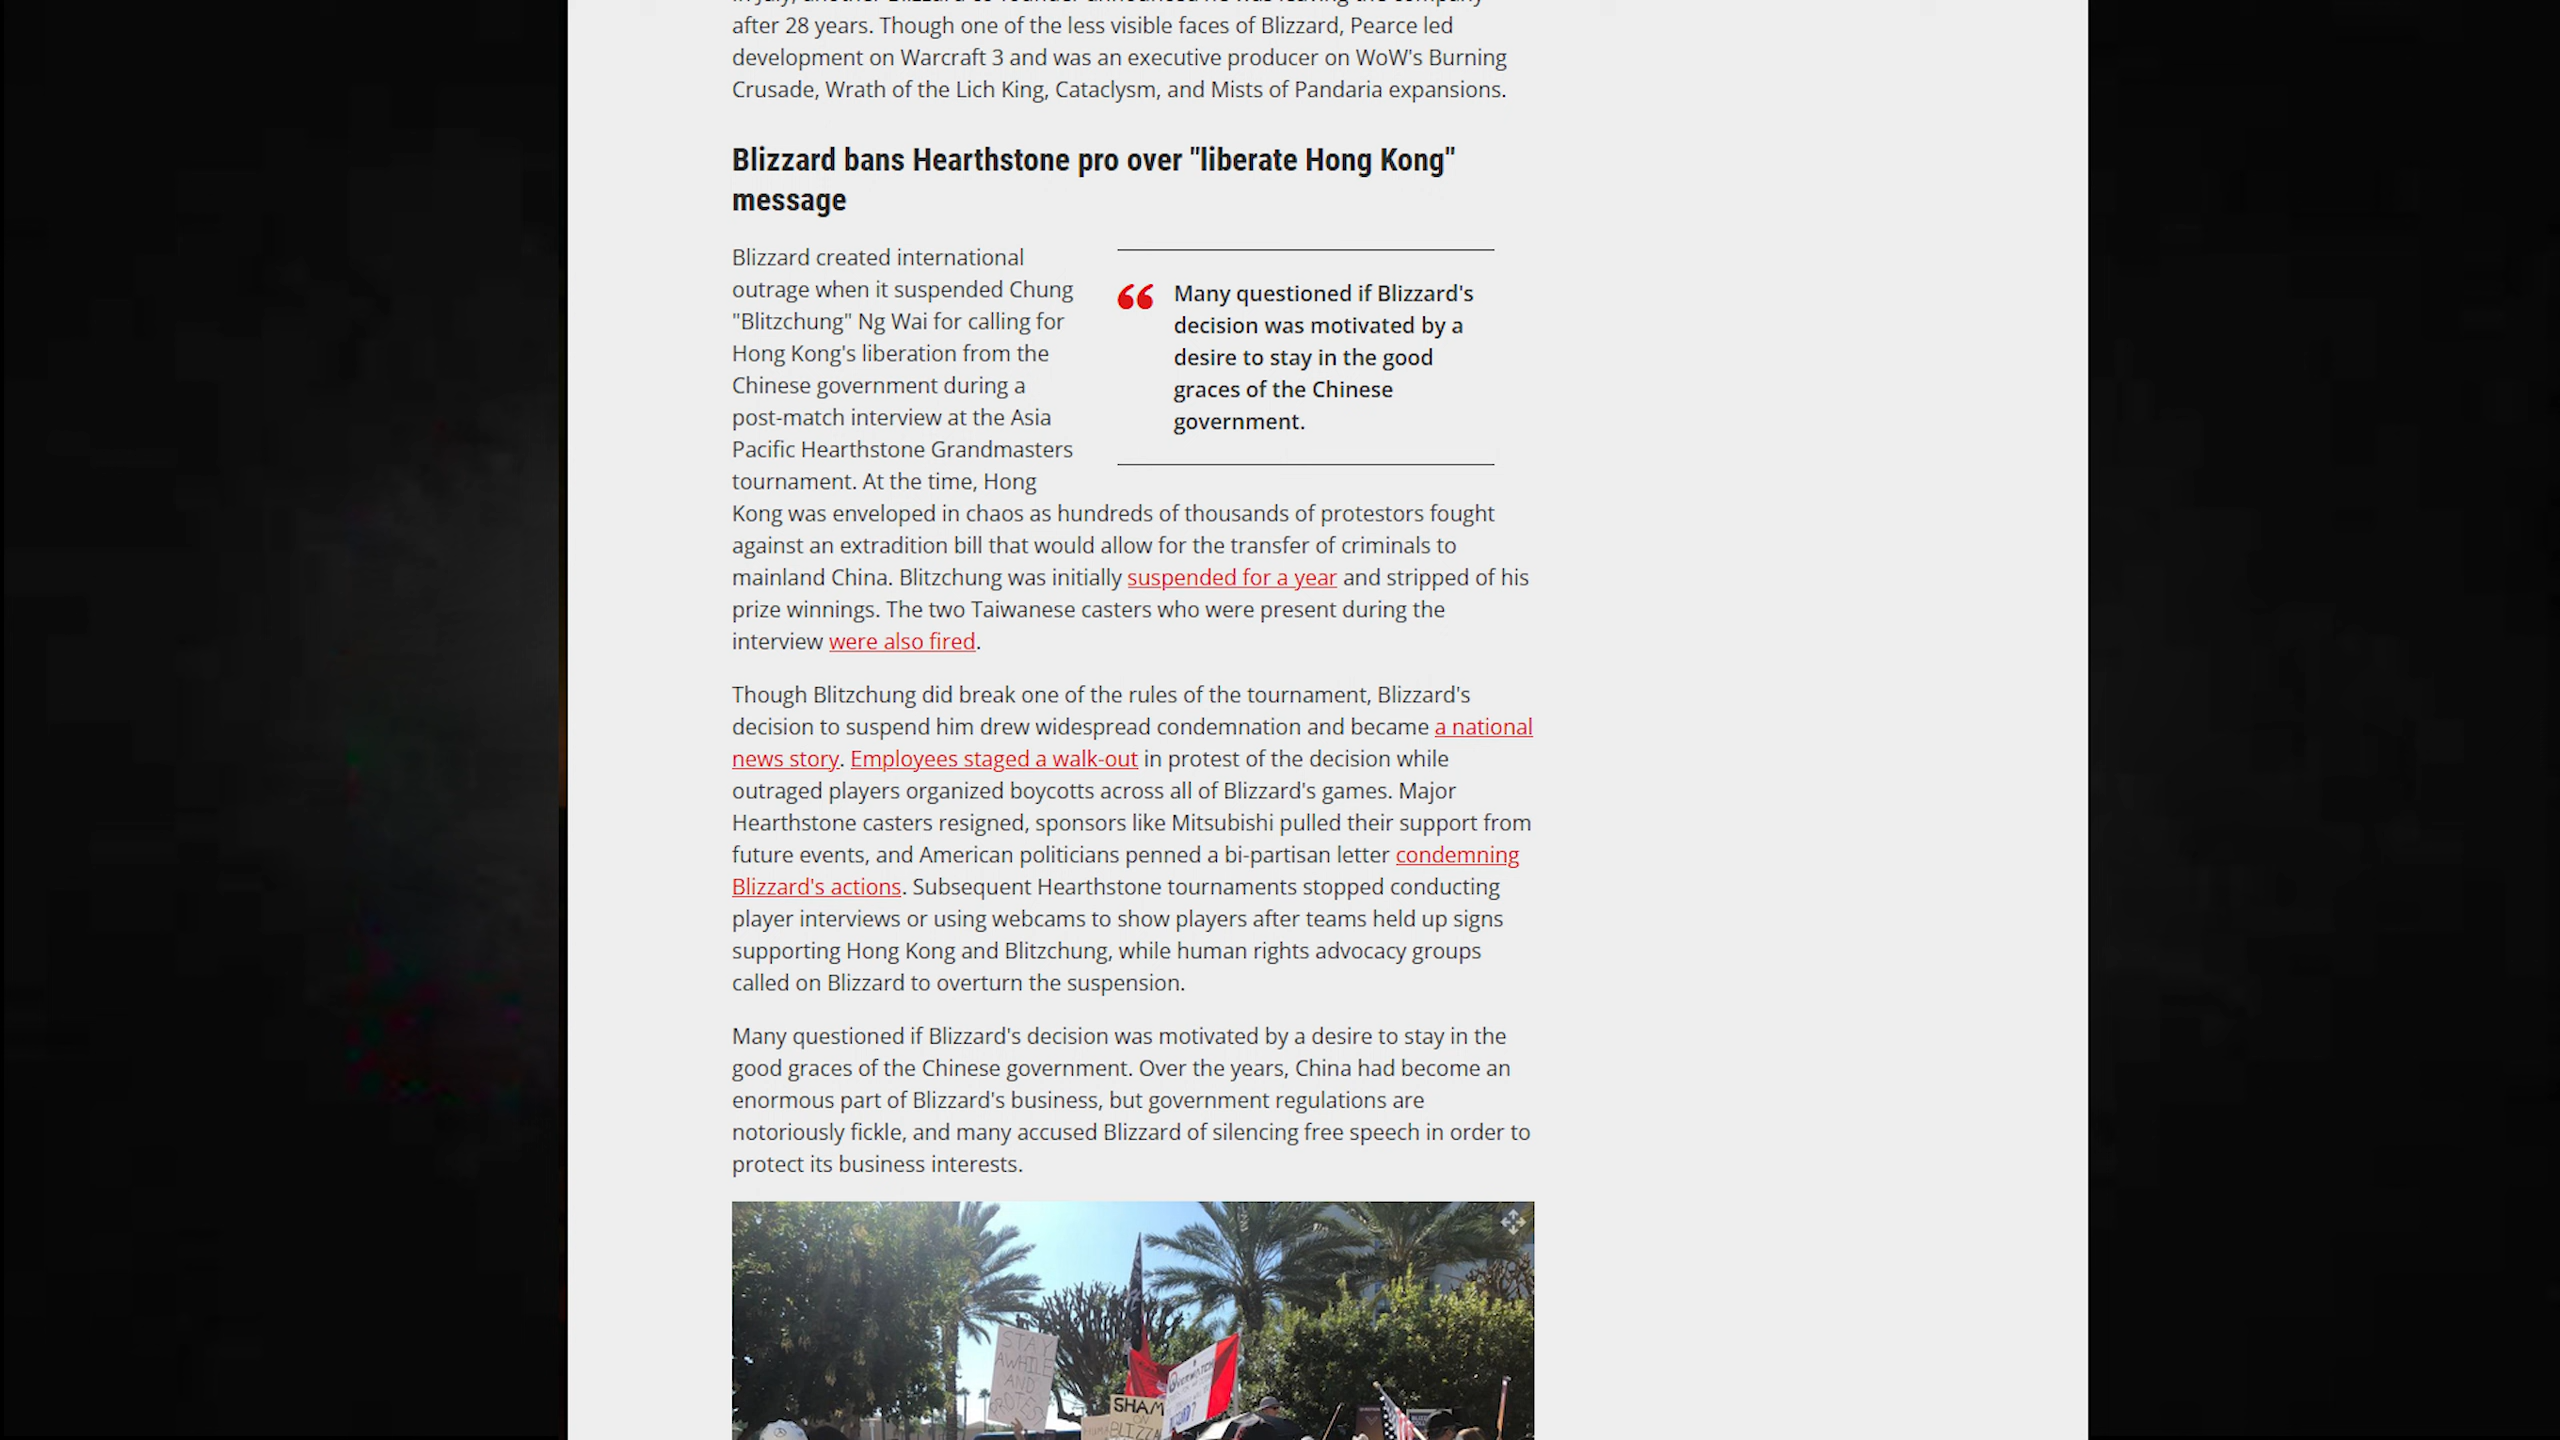 after 28 years. Though one of the less visible faces of Blizzard, Pearce led
development on Warcraft 3 and was an executive producer on WoW's Burning
Crusade, Wrath of the Lich King, Cataclysm, and Mists of Pandaria expansions.
Blizzard bans Hearthstone pro over "liberate Hong Kong"
message
Blizzard created international
outrage when it suspended Chung
"Blitzchung" Ng Wai for calling for
Hong Kong's liberation from the
Chinese government during a
post-match interview at the Asia
Pacific Hearthstone Grandmasters
tournament. At the time, Hong
Many questioned if Blizzard's
decision was motivated by a
desire to stay in the good
graces of the Chinese
government.
Kong was enveloped in chaos as hundreds of thousands of protestors fought
against an extradition bill that would allow for the transfer of criminals to
mainland China. Blitzchung was initially suspended for a year and stripped of his
prize winnings. The two Taiwanese casters who were present during the
interview were also fired.
Though Blitzchung did break one of the rules of the tournament, Blizzard's
decision to suspend him drew widespread condemnation and became a national
news story. Employees staged a walk-out in protest of the decision while
outraged players organized boycotts across all of Blizzard's games. Major
Hearthstone casters resigned, sponsors like Mitsubishi pulled their support from
future events, and American politicians penned a bi-partisan letter condemning
Blizzard's actions. Subsequent Hearthstone tournaments stopped conducting
player interviews or using webcams to show players after teams held up signs
supporting Hong Kong and Blitzchung, while human rights advocacy groups
called on Blizzard to overturn the suspension.
Many questioned if Blizzard's decision was motivated by a desire to stay in the
good graces of the Chinese government. Over the years, China had become an
enormous part of Blizzard's business, but government regulations are
notoriously fickle, and many accused Blizzard of silencing free speech in order to
protect its business interests.
STAY
AWHILE
AND
PROTEST
SHAM
ON
BLIZZA